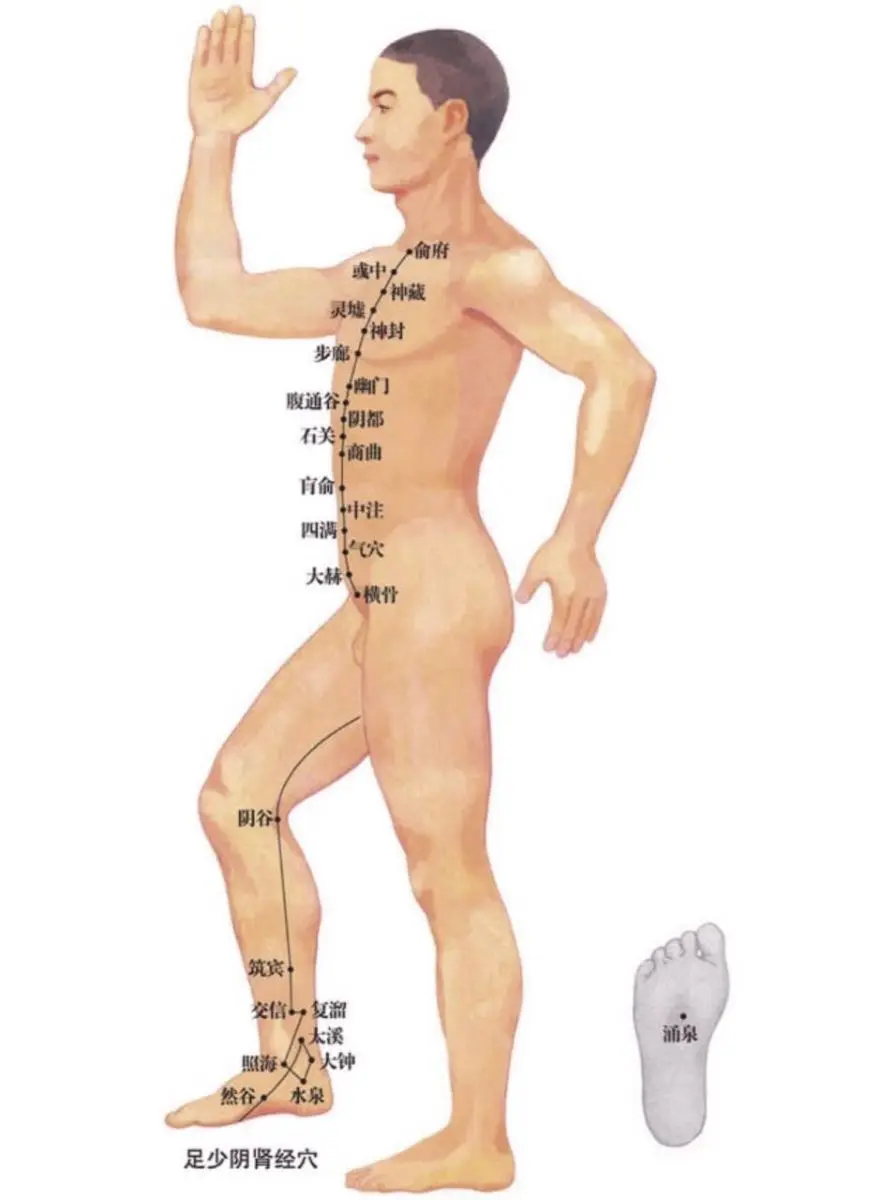 俞府
彧中
神藏
灵墟
神封
步廊
幽门
腹通谷
阴都
石关
商曲
肓俞
中注
四满
气穴
大赫
横骨
阴谷
筑宾
交信
复溜
太溪
照海
大钟
然谷
水泉
涌泉
足少阴肾经穴